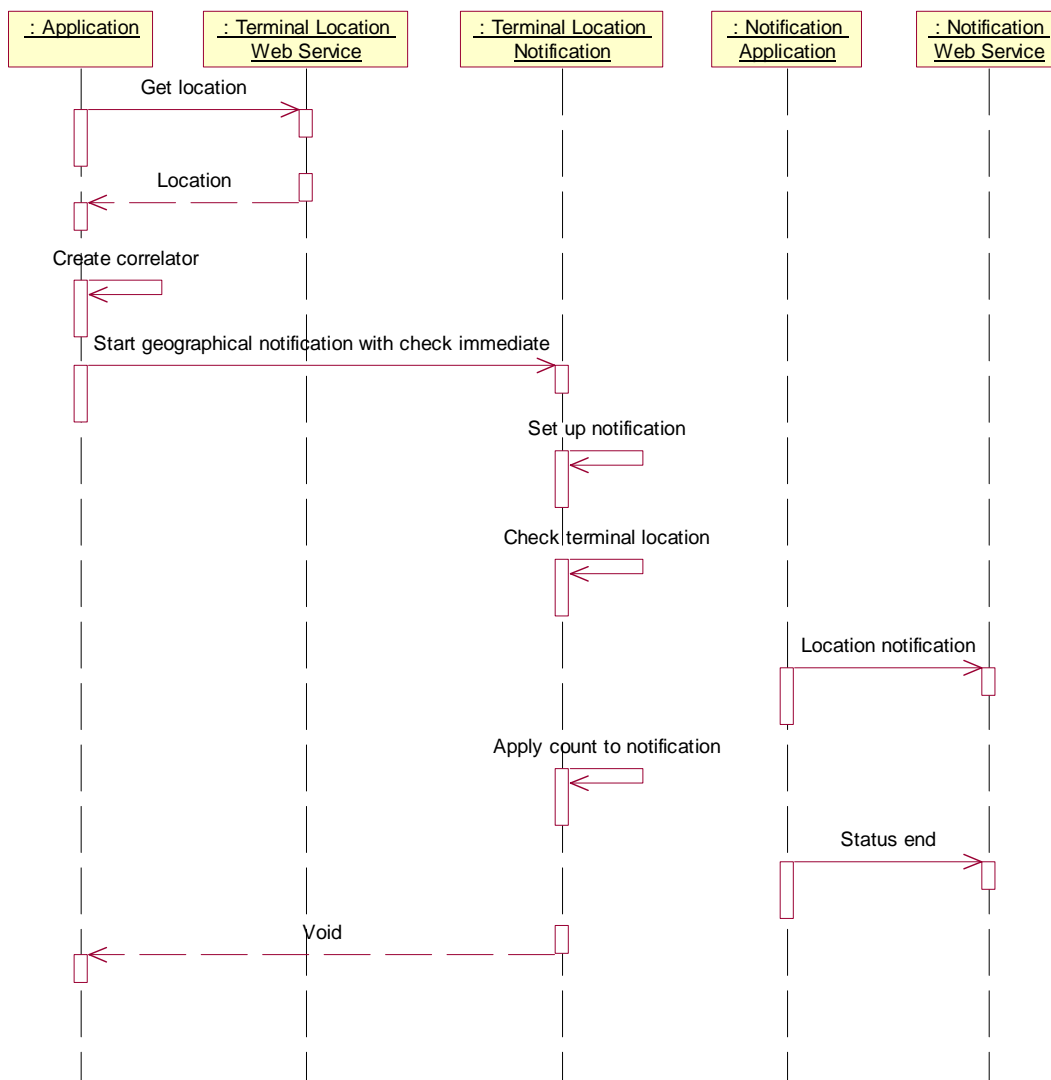 : Application
: Terminal Location
Web Service
: Terminal Location
Notification
: Notification
Application
: Notification
Web Service
Get location
Location
Create correlator
Start geographical notification with check immediate
Set up notification
Check terminal location
Location notification
Apply count to notification
Status end
Void